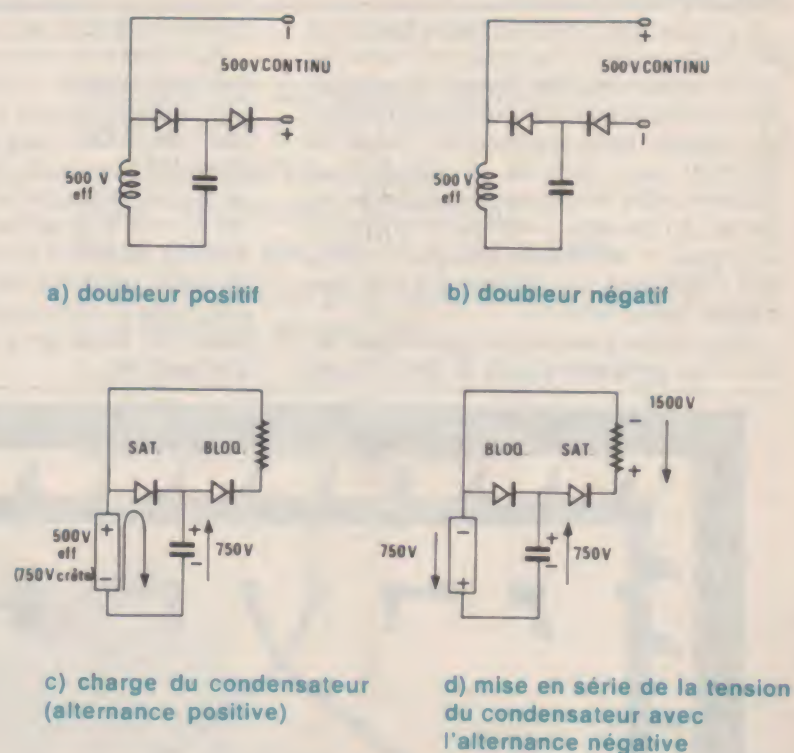 −
500V CONTINU
+
500 V
eff
a) doubleur positif
+
500V CONTINU
−
500 V
eff
b) doubleur négatif
SAT. BLOQ.
+
500V
eff
(750V crête)
−
+
−
750V
c) charge du condensateur
(alternance positive)
BLOQ. SAT.
−
+
1500V
750V
−
+
+
−
750V
d) mise en série de la tension
du condensateur avec
l'alternance négative